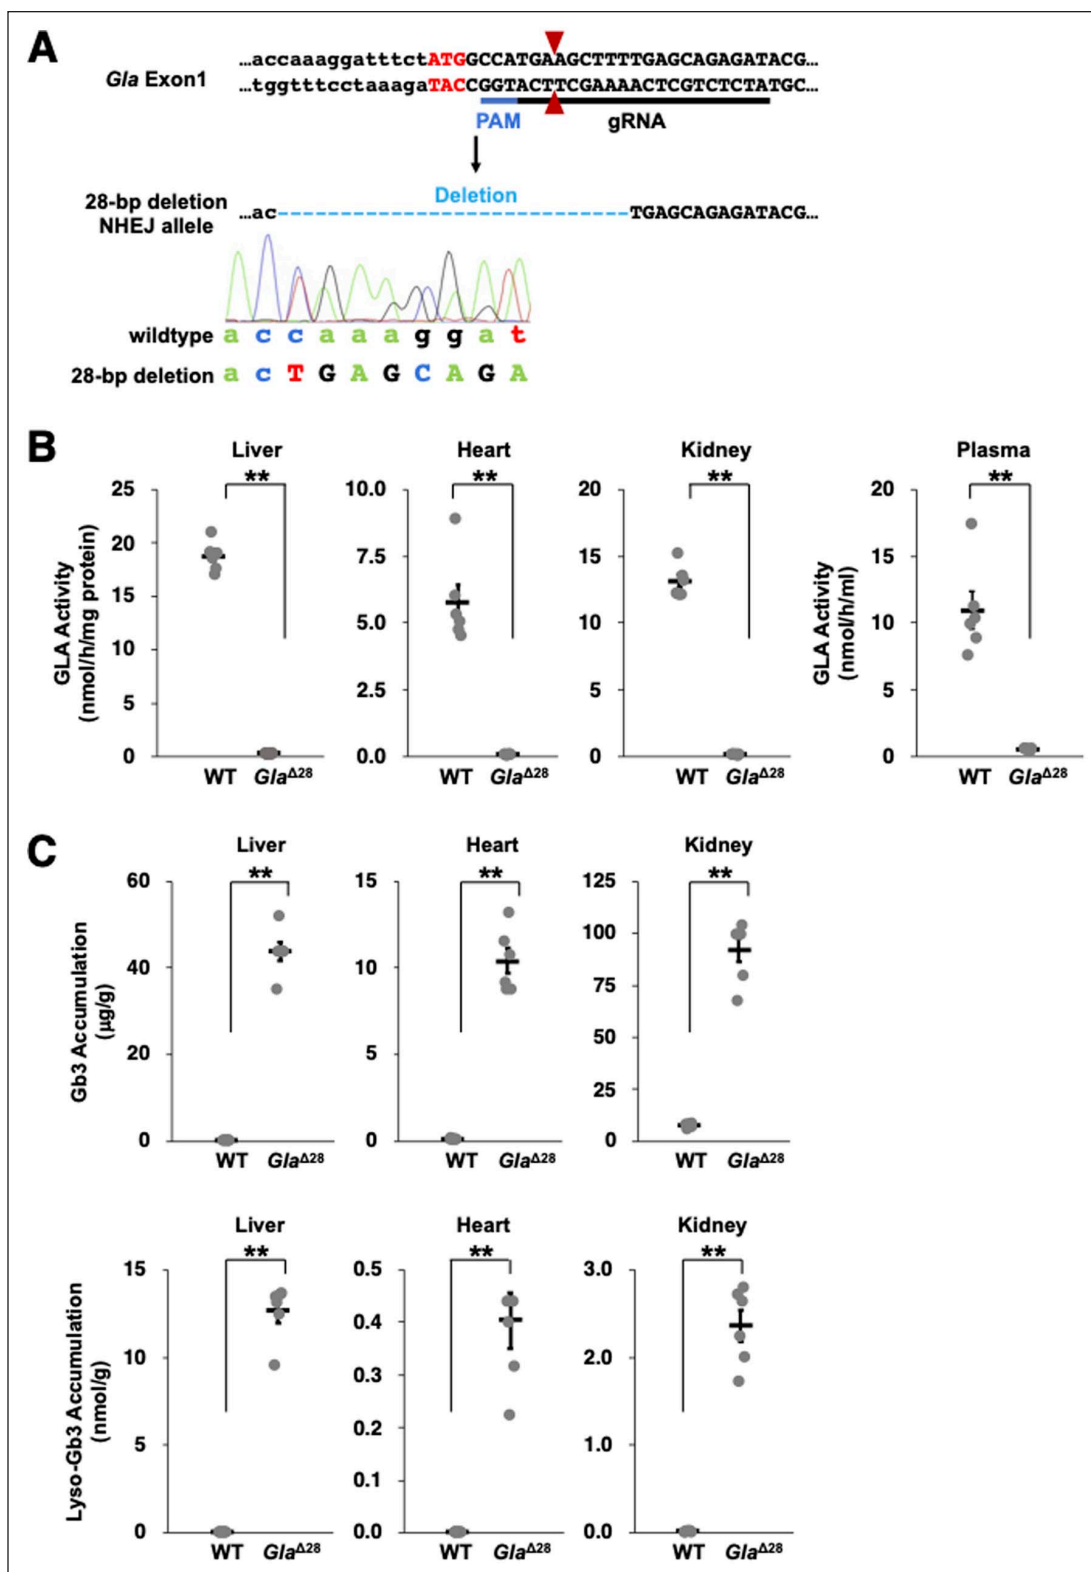 A
Gla Exon1
...accaaaggatttctATGGCCATGAAGCTTTTGAGCAGAGATACG...
...tggtttcctaaagaTACCGGTACTTCGAAAACTCGTCTCTATGC...
PAM
gRNA
Deletion
28-bp deletion
NHEJ allele
...ac----------------------------TGAGCAGAGATACG...
wildtype a c c a a a g g a t
28-bp deletion a c T G A G C A G A
B
Liver
Heart
Kidney
Plasma
**
**
**
**
GLA Activity
(nmol/h/mg protein)
25
20
15
10
5
0
10.0
7.5
5.0
2.5
0.0
20
15
10
5
0
GLA Activity
(nmol/h/ml)
20
15
10
5
0
WT GlaΔ28
WT GlaΔ28
WT GlaΔ28
WT GlaΔ28
C
Liver
Heart
Kidney
**
**
**
Gb3 Accumulation
(µg/g)
60
40
20
0
15
10
5
0
125
100
75
50
25
0
WT GlaΔ28
WT GlaΔ28
WT GlaΔ28
Liver
Heart
Kidney
**
**
**
Lyso-Gb3 Accumulation
(nmol/g)
15
10
5
0
0.5
0.4
0.3
0.2
0.1
0.0
3.0
2.0
1.0
0.0
WT GlaΔ28
WT GlaΔ28
WT GlaΔ28